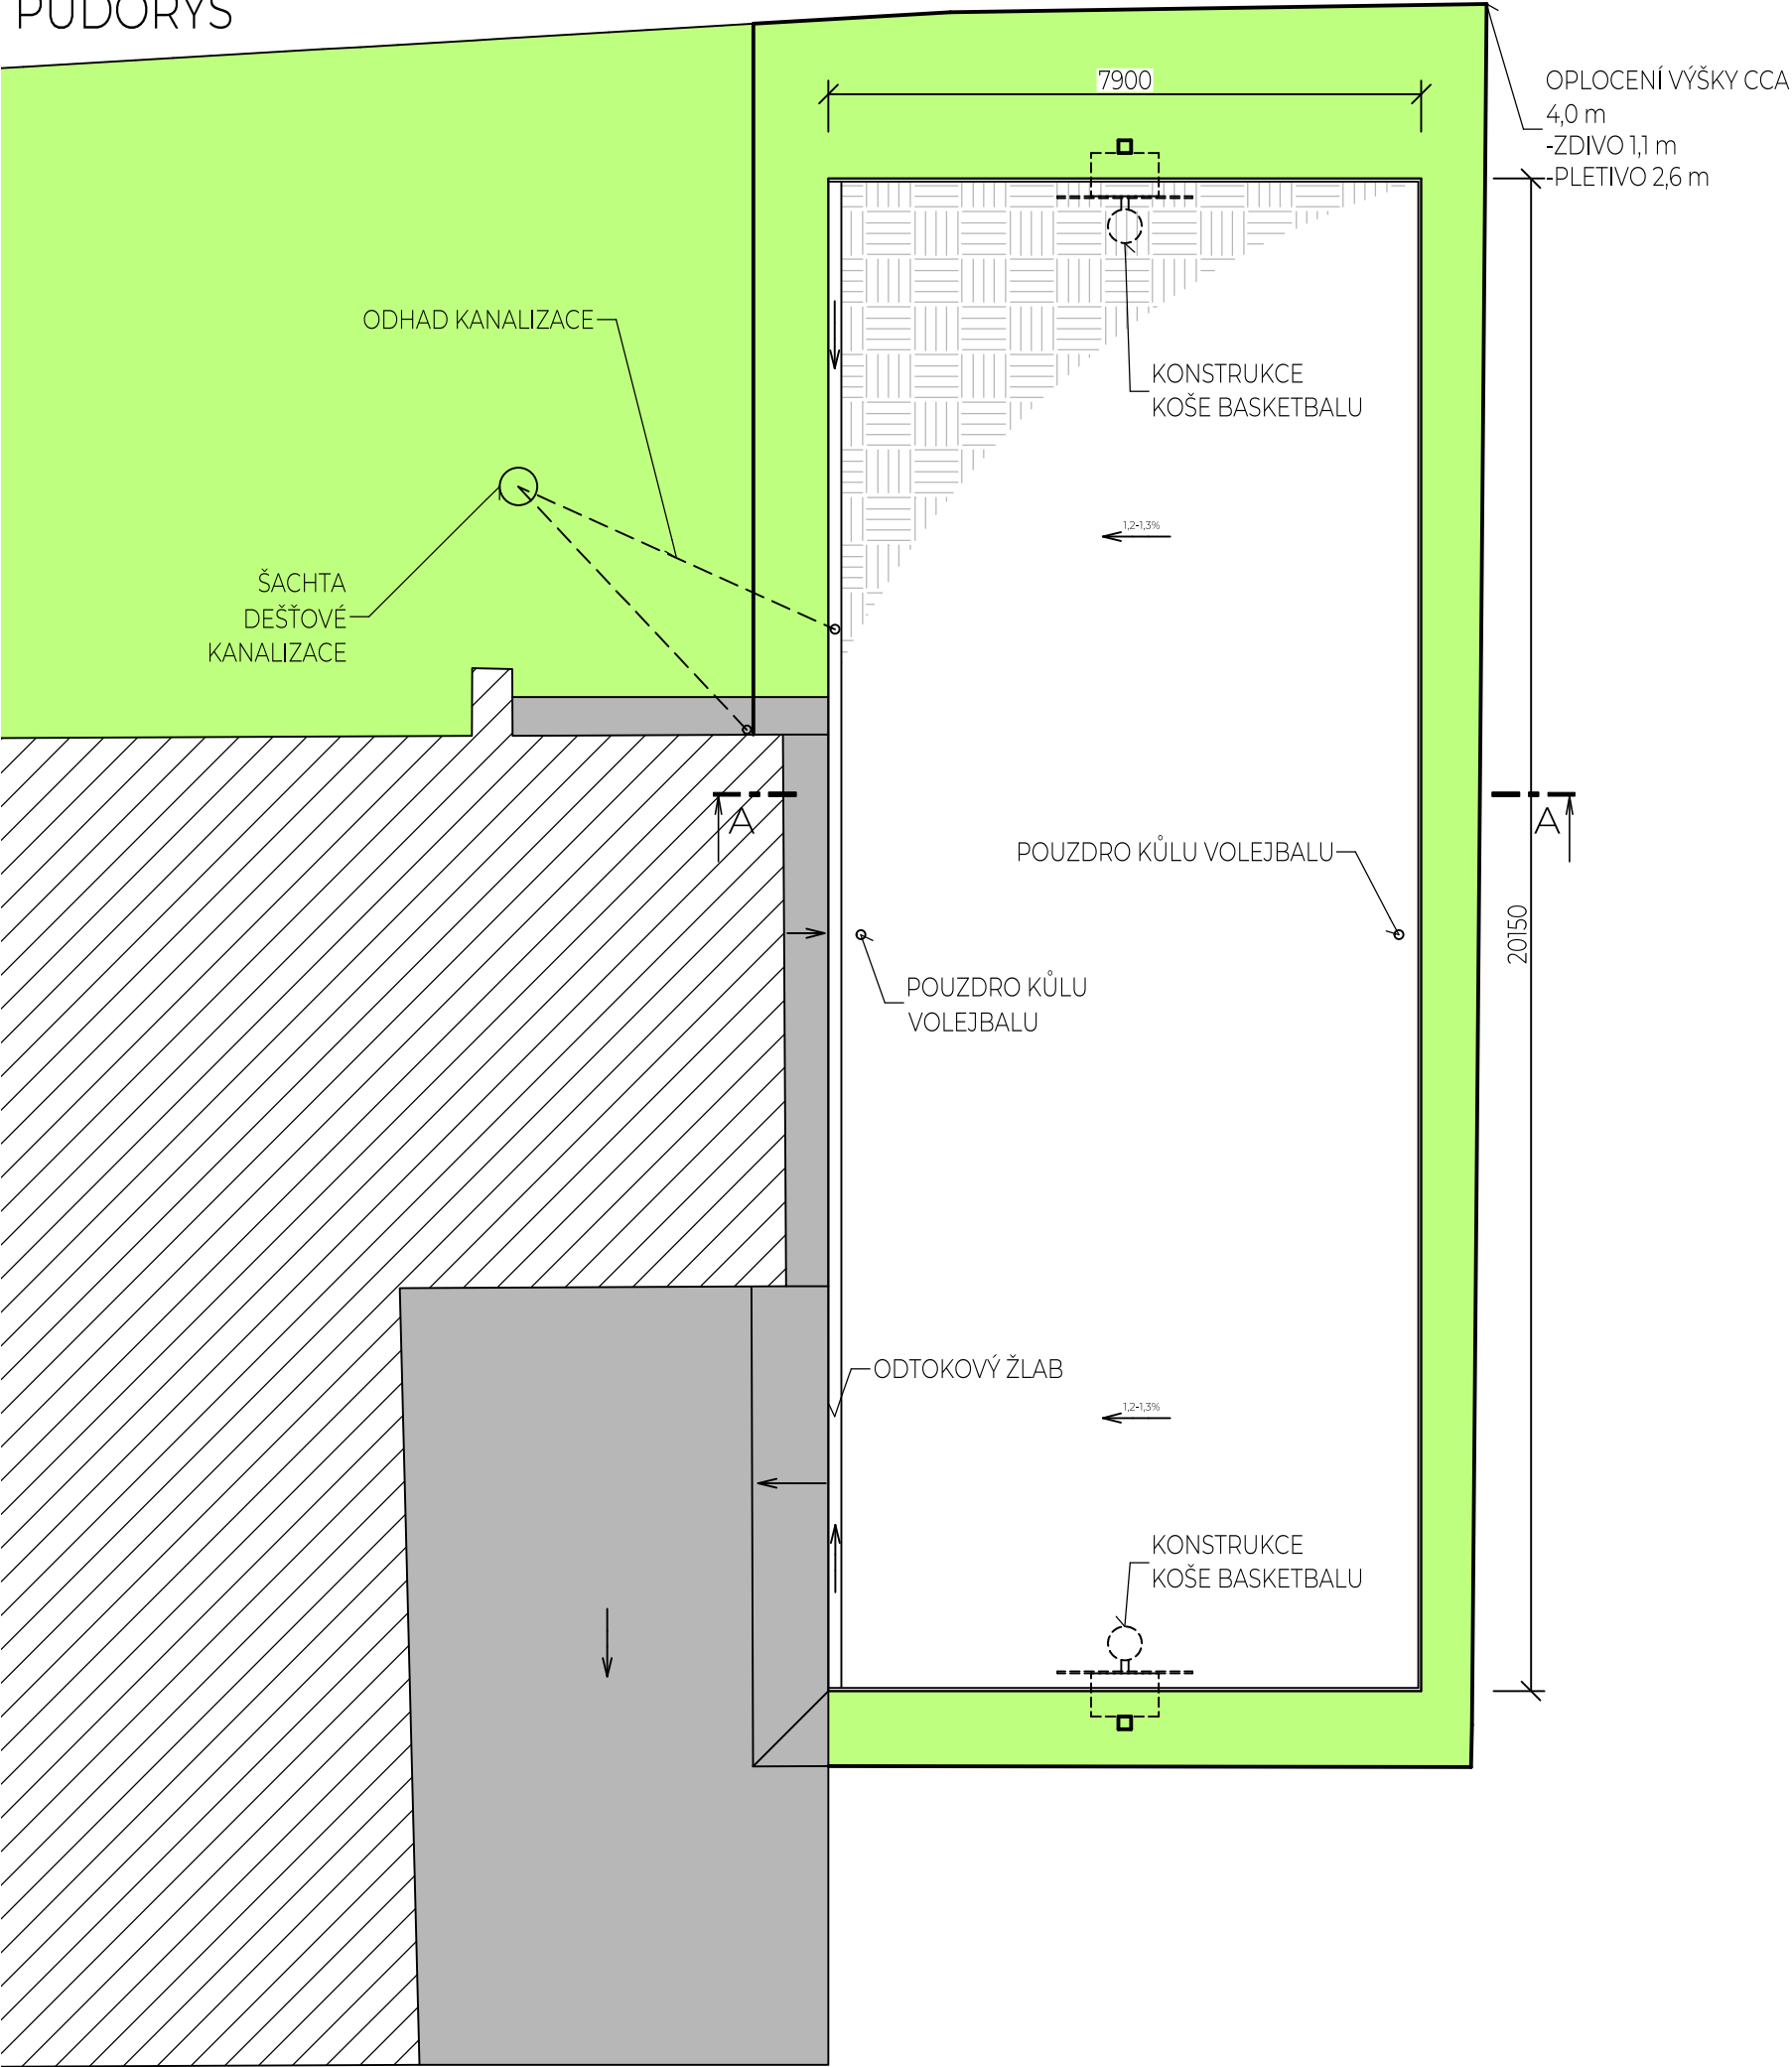 PŮDORYS
7900
OPLOCENÍ VÝŠKY CCA
4,0 m
-ZDIVO 1,1 m
-PLETIVO 2,6 m
ODHAD KANALIZACE
KONSTRUKCE
KOŠE BASKETBALU
1,2-1,3%
ŠACHTA
DEŠŤOVÉ
KANALIZACE
A
A
POUZDRO KŮLU VOLEJBALU
20150
POUZDRO KŮLU
VOLEJBALU
ODTOKOVÝ ŽLAB
1,2-1,3%
KONSTRUKCE
KOŠE BASKETBALU